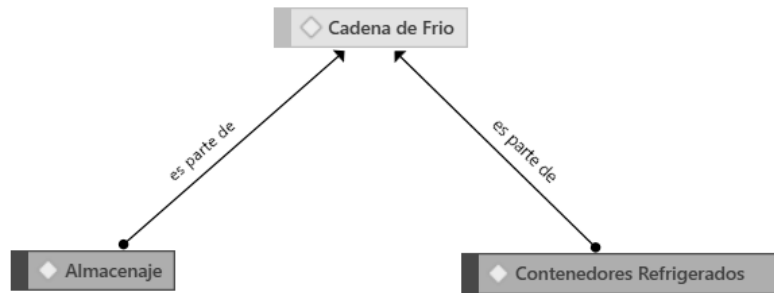 Cadena de Frio
es parte de
es parte de
Almacenaje
Contenedores Refrigerados